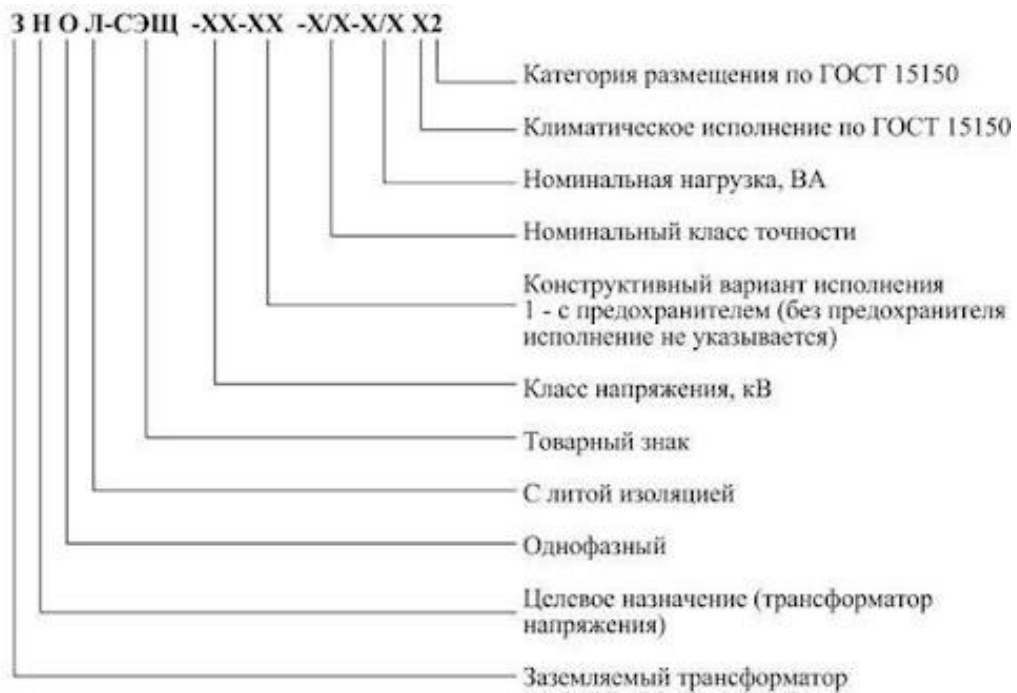 З Н О Л-СЭЩ -ХХ-ХХ -Х/Х-Х/Х Х2
Категория размещения по ГОСТ 15150
Климатическое исполнение по ГОСТ 15150
Номинальная нагрузка, ВА
Номинальный класс точности
Конструктивный вариант исполнения
1 - с предохранителем (без предохранителя
исполнение не указывается)
Класс напряжения, кВ
Товарный знак
С литой изоляцией
Однофазный
Целевое назначение (трансформатор
напряжения)
Заземляемый трансформатор